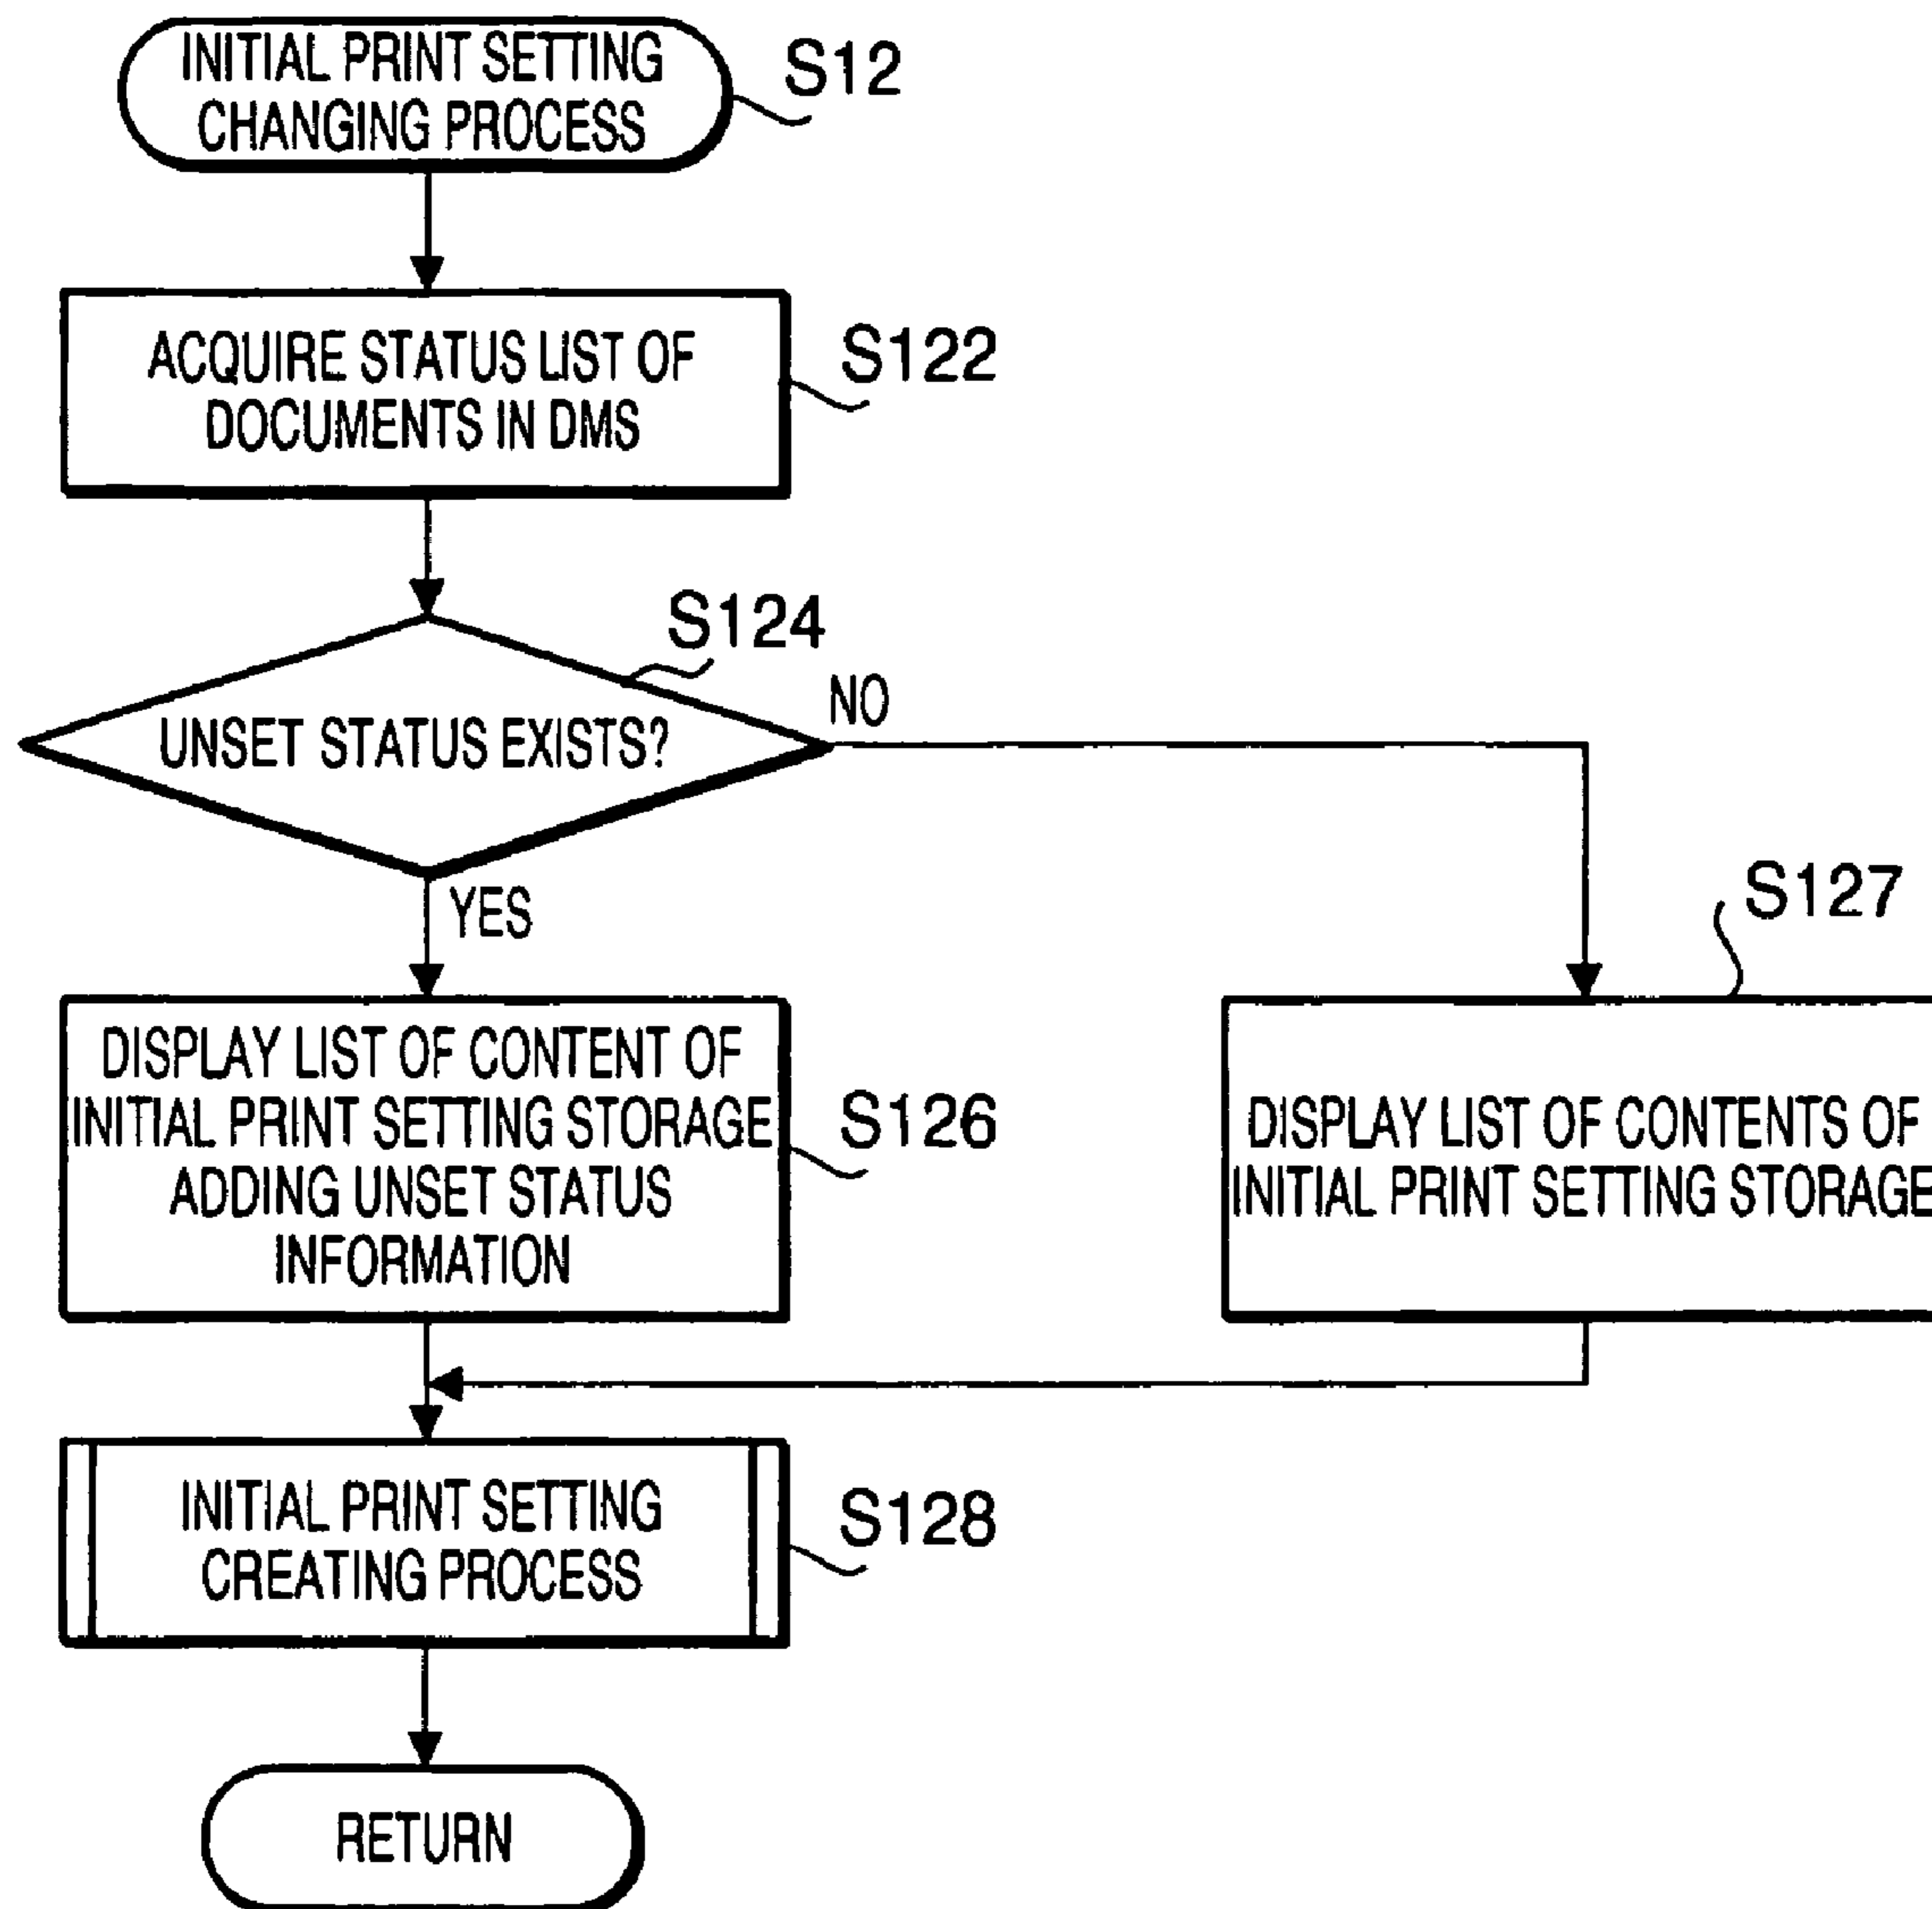 INITIAL PRINT SETTING
CHANGING PROCESS
S12
ACQUIRE STATUS LIST OF
DOCUMENTS IN DMS
S122
S124
UNSET STATUS EXISTS?
NO
YES
S127
DISPLAY LIST OF CONTENT OF
INITIAL PRINT SETTING STORAGE
ADDING UNSET STATUS
INFORMATION
S126
DISPLAY LIST OF CONTENTS OF
INITIAL PRINT SETTING STORAGE
INITIAL PRINT SETTING
CREATING PROCESS
S128
RETURN